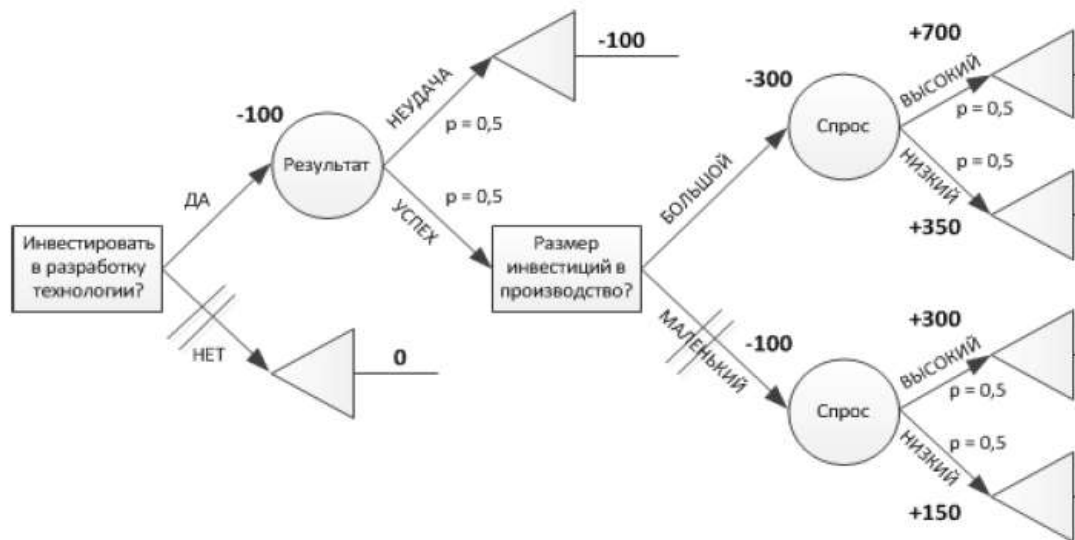 -100
НЕУДАЧА
p = 0,5
-100
Результат
ДА
p = 0,5
УСПЕХ
Инвестировать
в разработку
технологии?
НЕТ
0
Размер
инвестиций в
производство?
БОЛЬШОЙ
-300
Спрос
+700
ВЫСОКИЙ
p = 0,5
p = 0,5
НИЗКИЙ
+350
МАЛЕНЬКИЙ
-100
Спрос
+300
ВЫСОКИЙ
p = 0,5
p = 0,5
НИЗКИЙ
+150